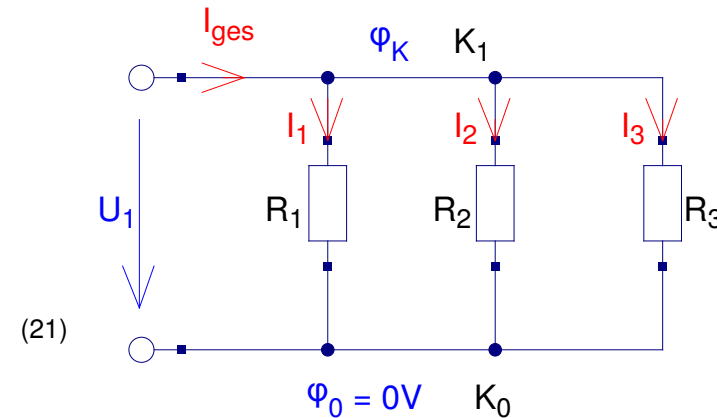 I_ges
φ_K K_1
I_1 I_2 I_3
U_1 R_1 R_2 R_3
(21)
φ_0 = 0V K_0